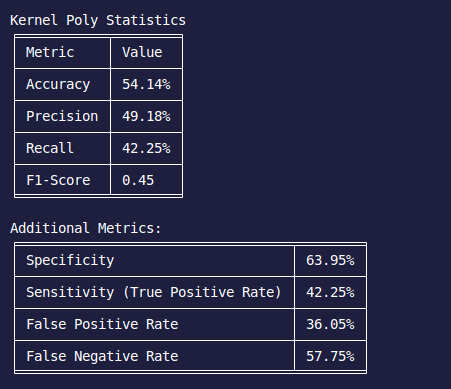 Kernel Poly Statistics
Metric Value
Accuracy 54.14%
Precision 49.18%
Recall 42.25%
F1-Score 0.45
Additional Metrics:
Specificity 63.95%
Sensitivity (True Positive Rate) 42.25%
False Positive Rate 36.05%
False Negative Rate 57.75%